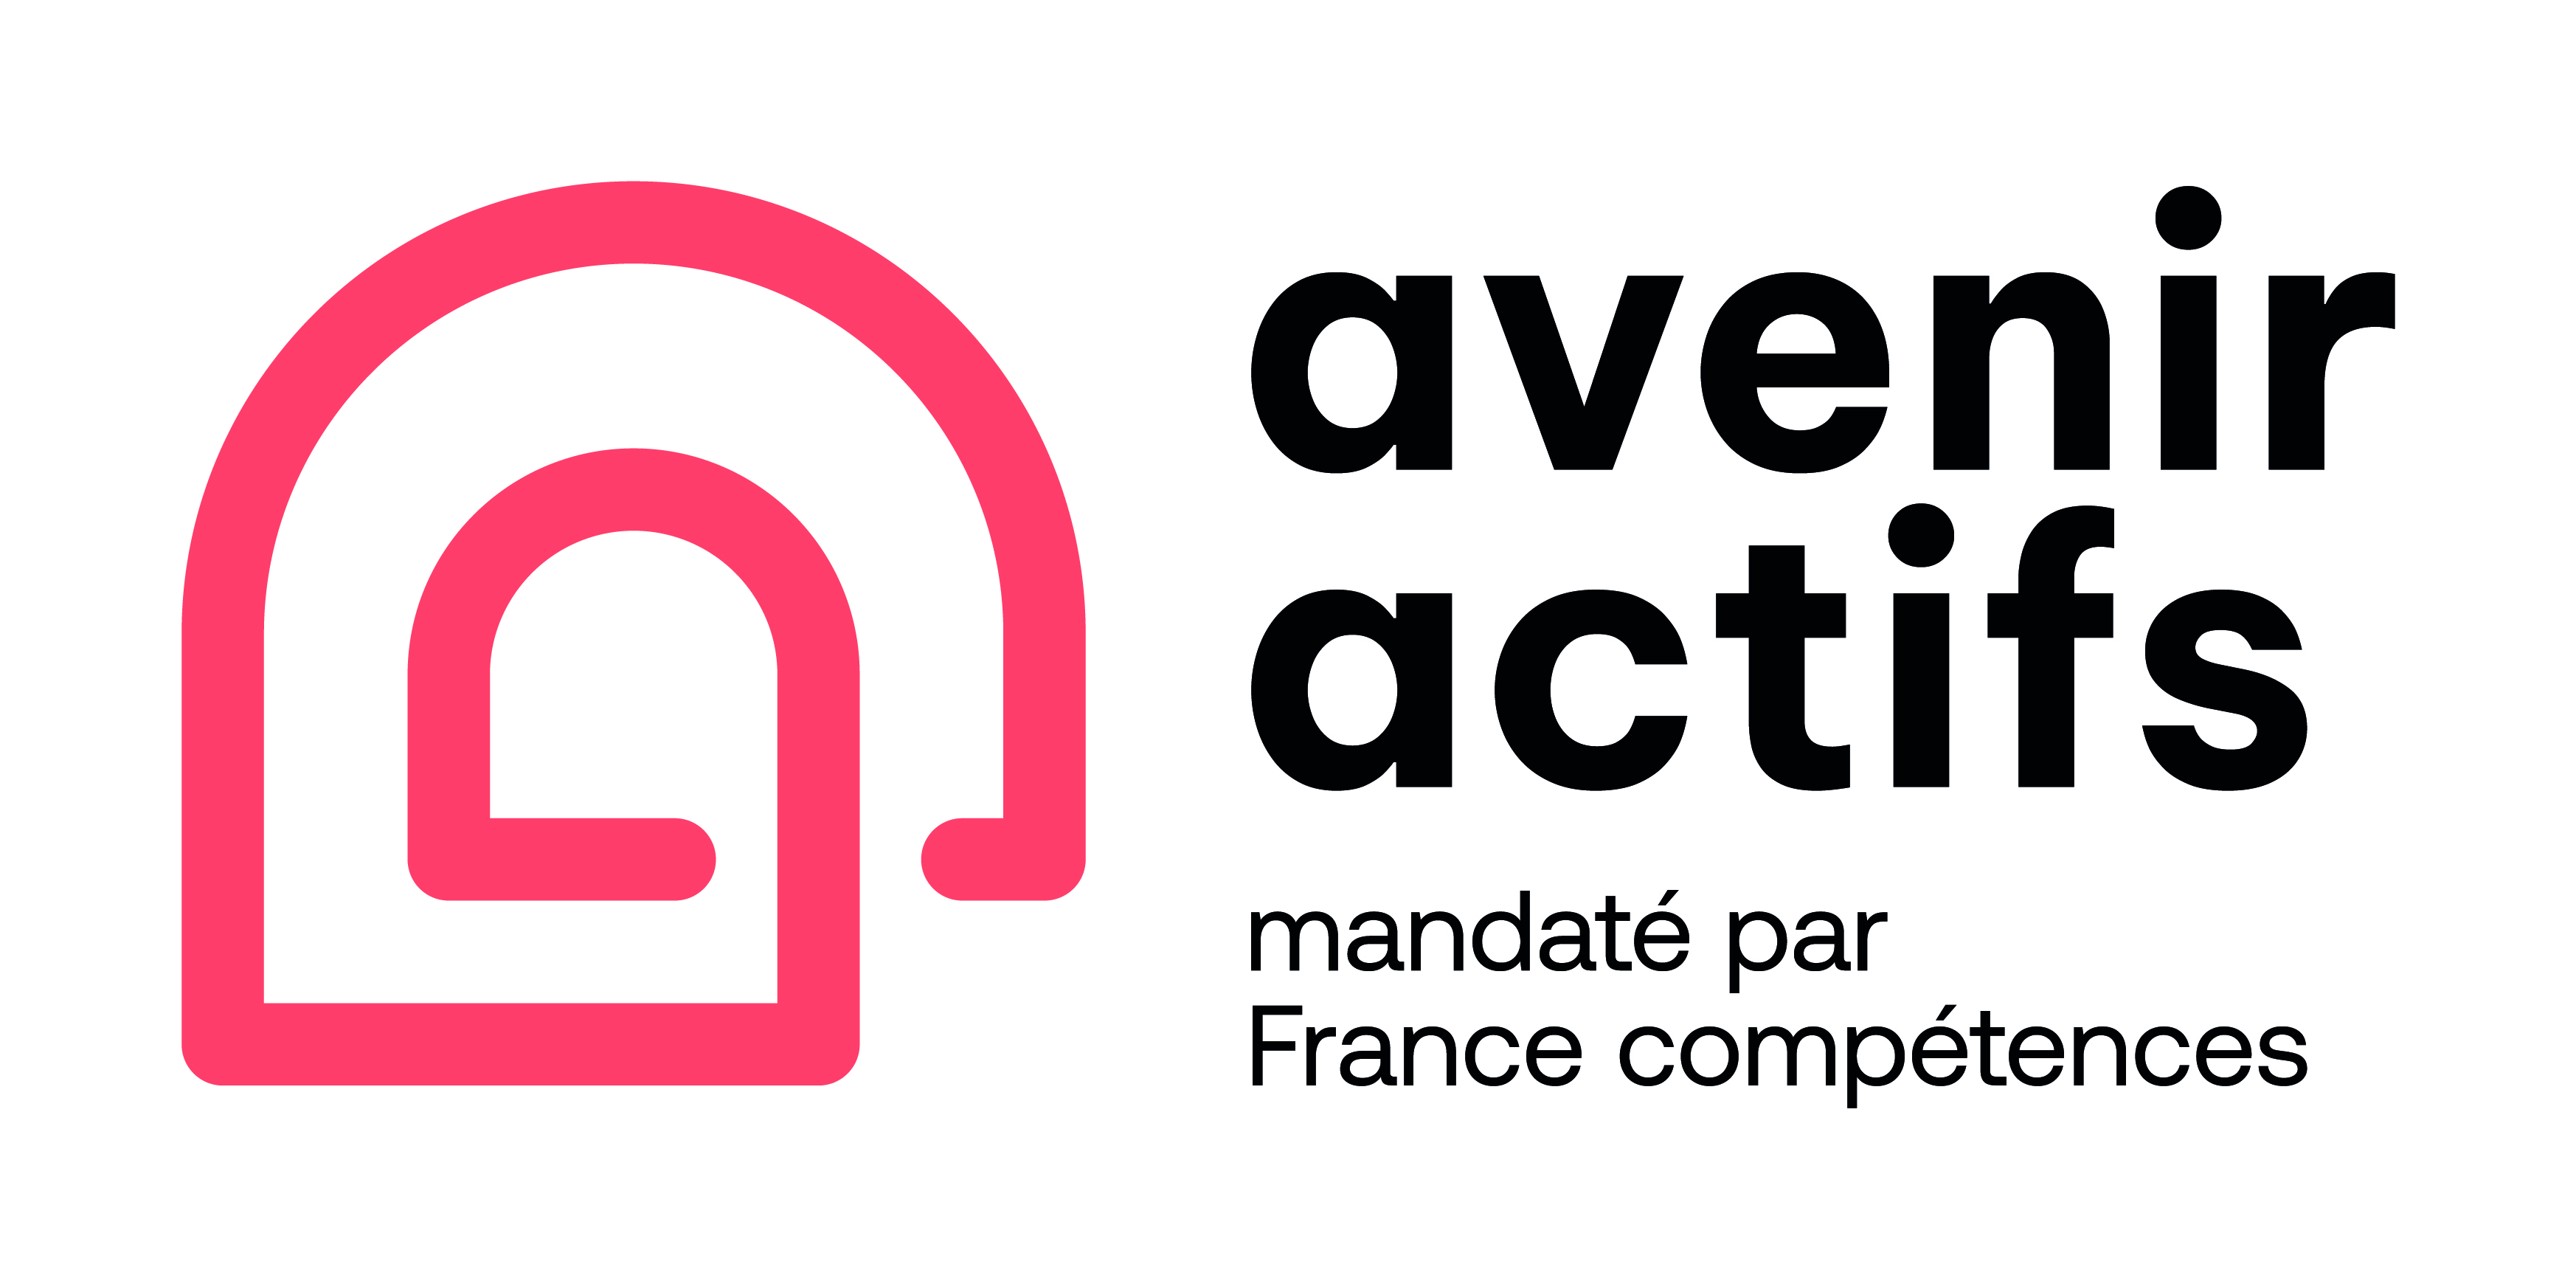 avenir
actifs
mandaté par
France compétences